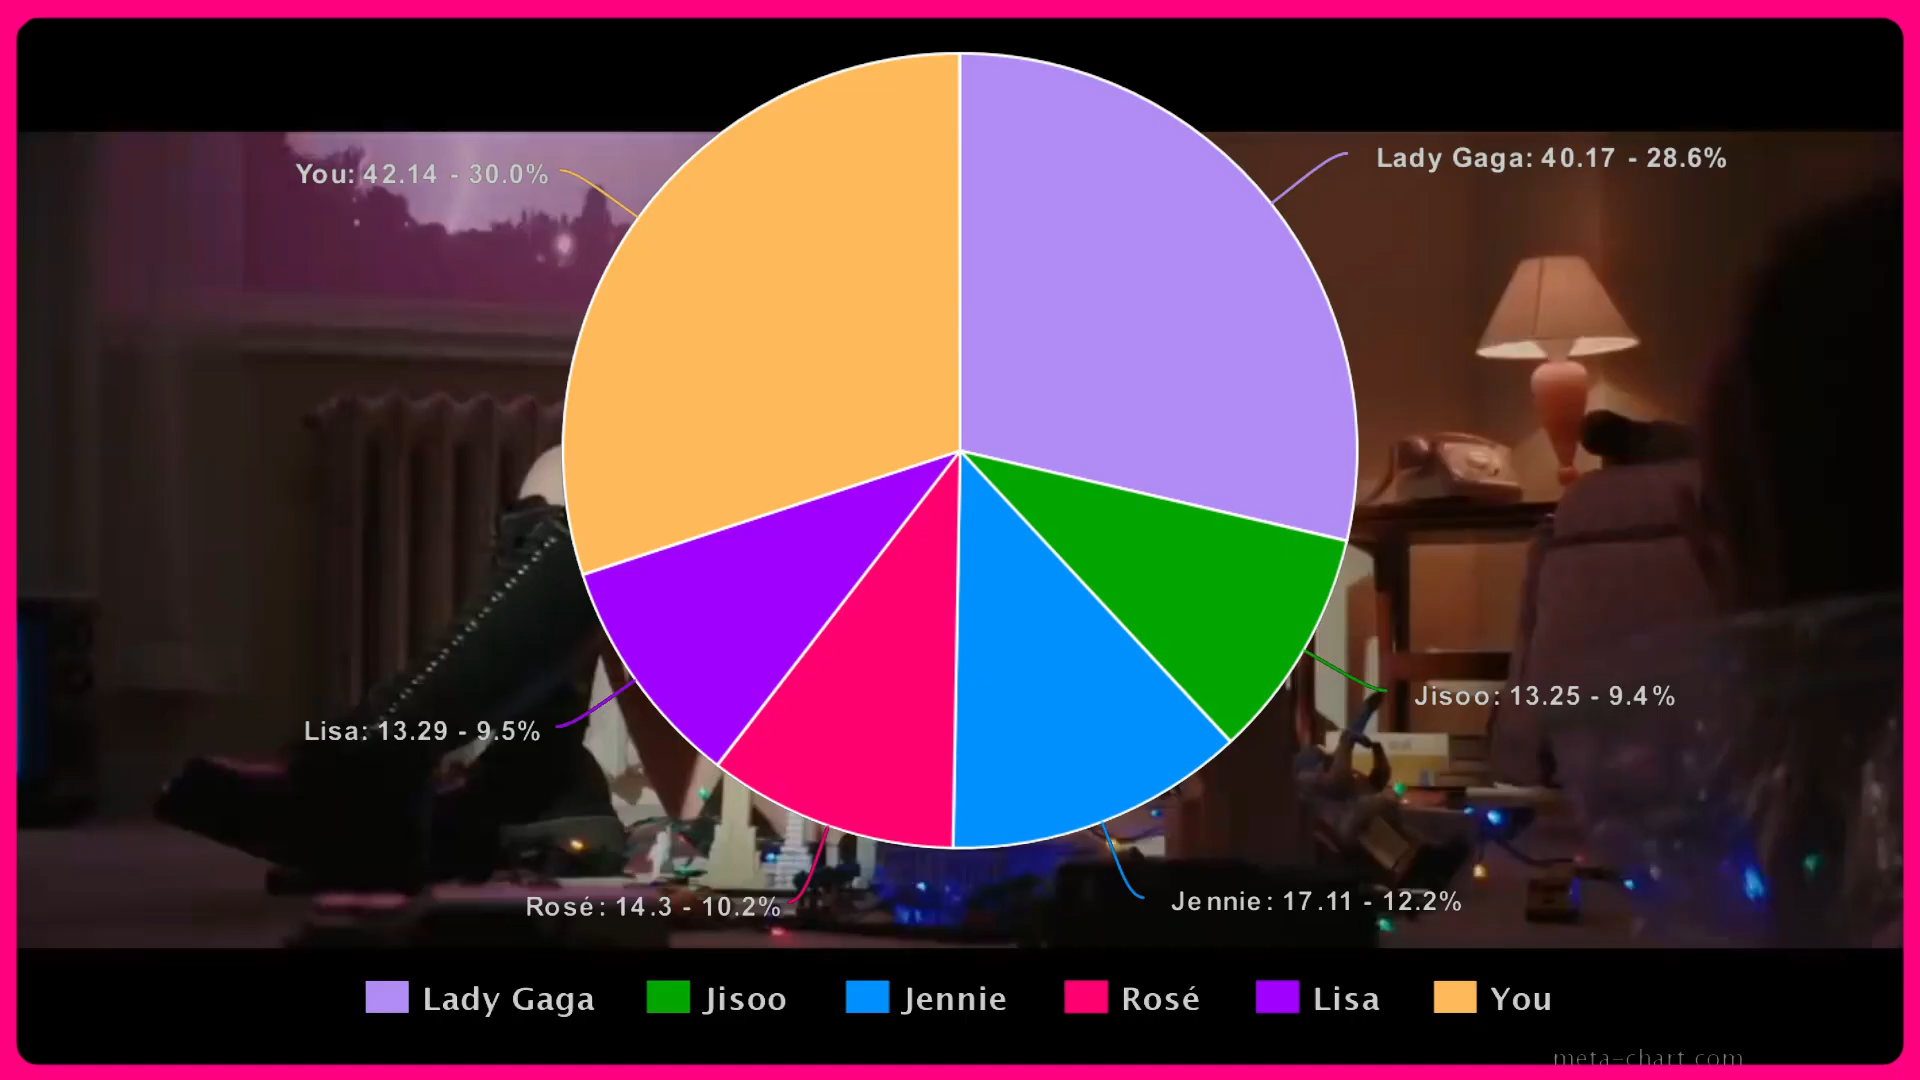 You: 42.14 - 30.0%
Lady Gaga: 40.17 - 28.6%
Lisa: 13.29 - 9.5%
Jisoo: 13.25 - 9.4%
Rosé: 14.3 - 10.2%
Jennie: 17.11 - 12.2%
Lady Gaga Jisoo Jennie Rosé Lisa You
meta-chart.com